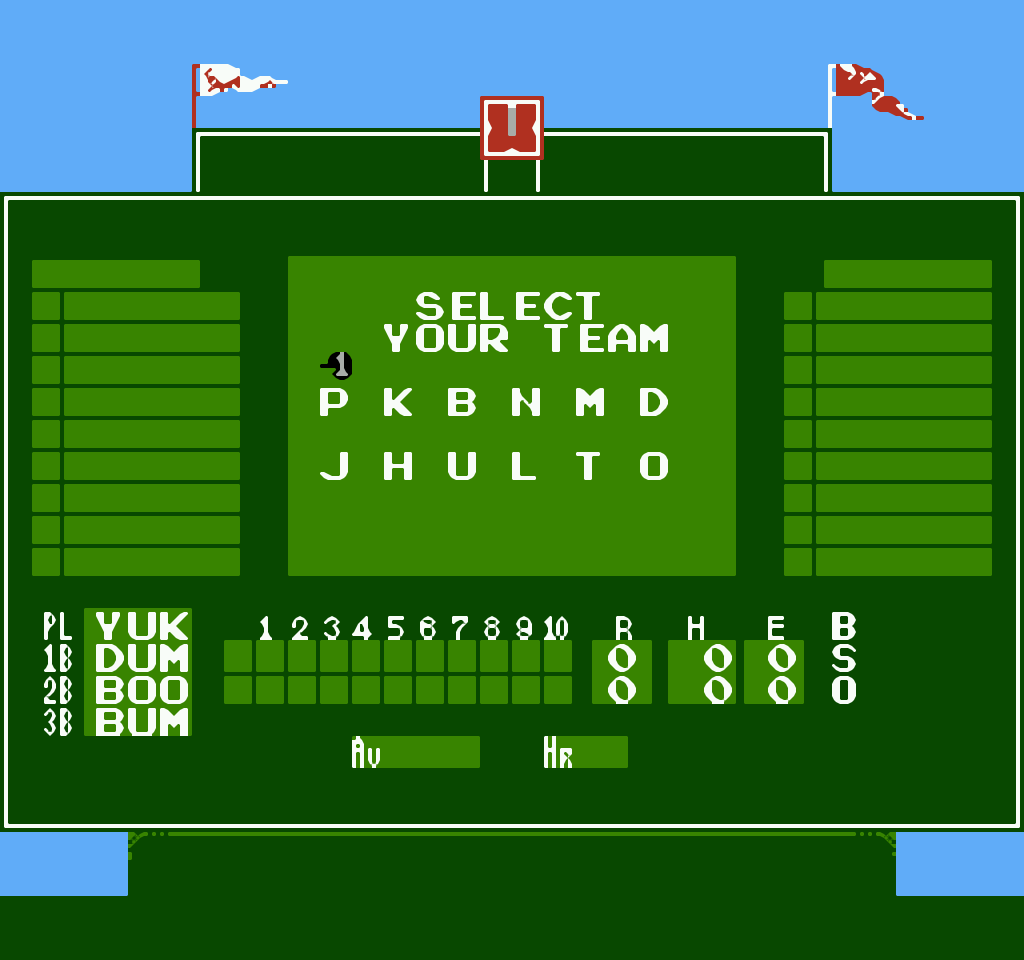 SELECT
YOUR TEAM
1
P K B N M D
J H U L T O
PL YUK 1 2 3 4 5 6 7 8 9 10 R H E B
1B DUM 0 0 0 S
2B BOO 0 0 0 O
3B BUM
Av Hr